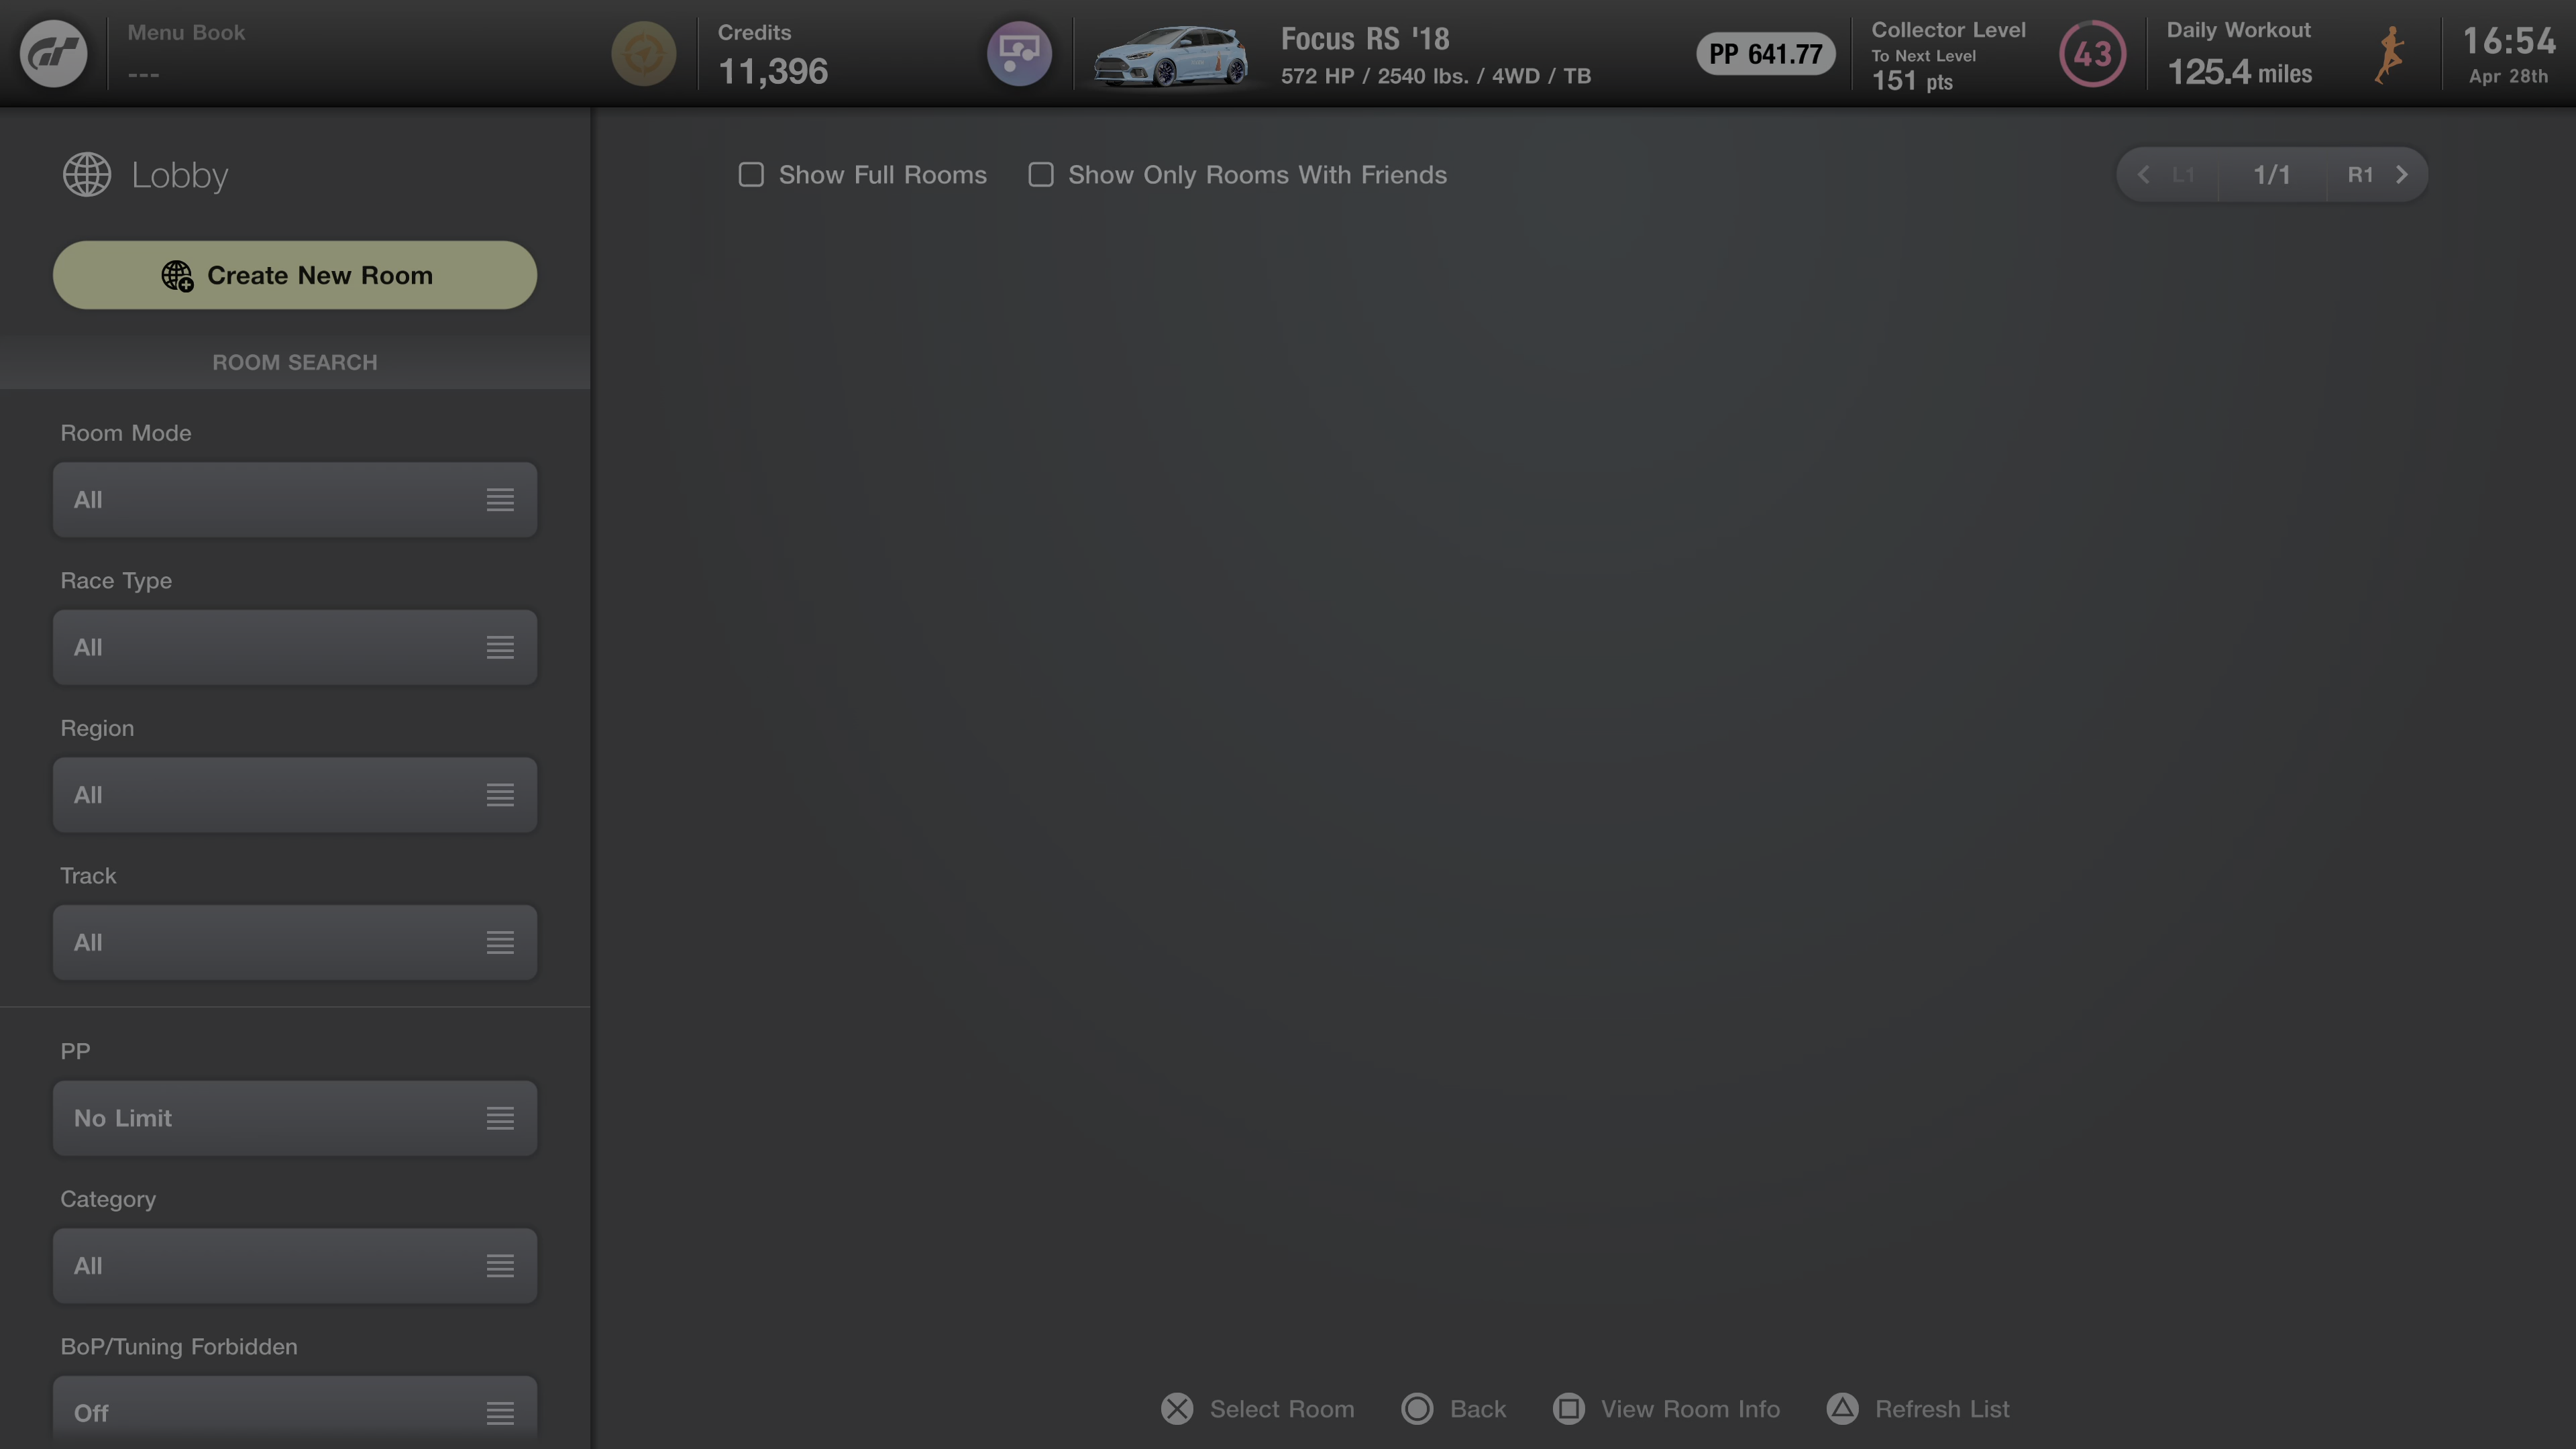 Menu Book
---
Credits
11,396
Focus RS '18
572 HP / 2540 lbs. / 4WD / TB
PP 641.77
Collector Level
To Next Level
151 pts
43
Daily Workout
125.4 miles
16:54
Apr 28th
Lobby
Show Full Rooms
Show Only Rooms With Friends
L1
1/1
R1
Create New Room
ROOM SEARCH
Room Mode
All
Race Type
All
Region
All
Track
All
PP
No Limit
Category
All
BoP/Tuning Forbidden
Off
Select Room
Back
View Room Info
Refresh List